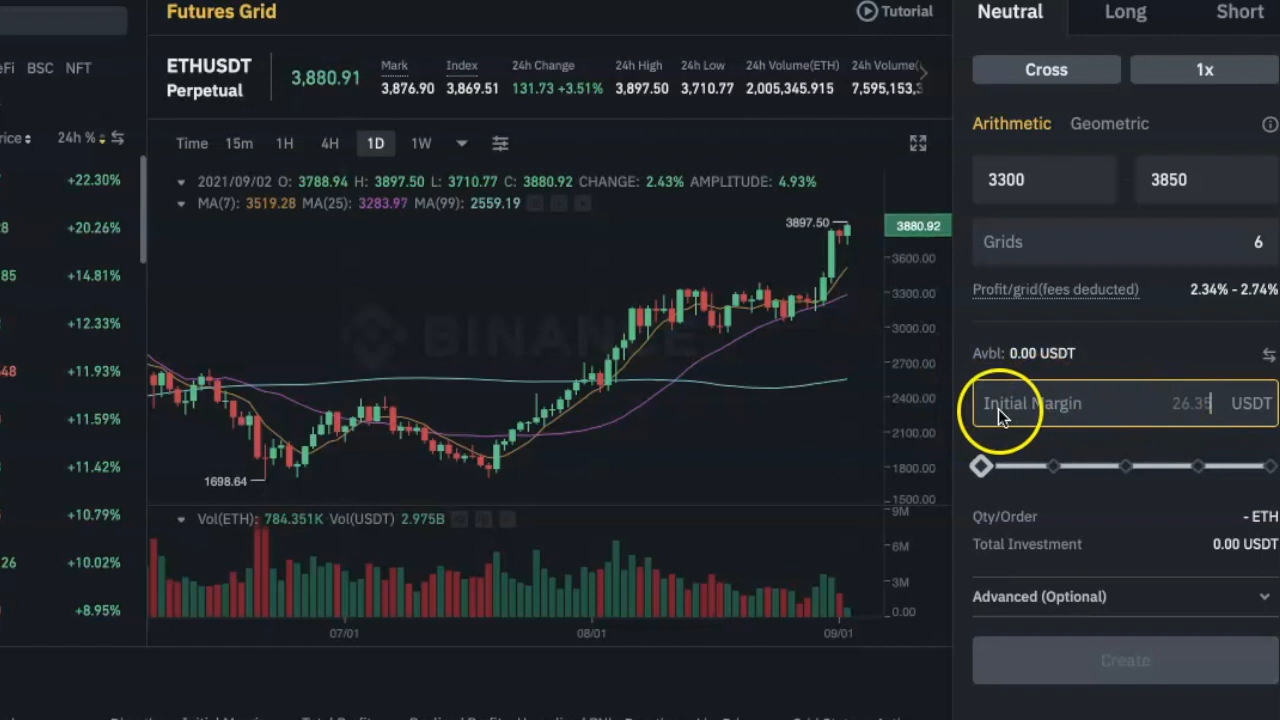 Futures Grid
Tutorial
Neutral Long Short
BSC NFT
ETHUSDT
Perpetual
3,880.91
Mark Index 24h Change 24h High 24h Low 24h Volume(ETH) 24h Volume(
3,876.90 3,869.51 131.73 +3.51% 3,897.50 3,710.77 2,005,345.915 7,595,153,3
Cross 1x
24h %
Time 15m 1H 4H 1D 1W
Arithmetic Geometric
2021/09/02 O: 3788.94 H: 3897.50 L: 3710.77 C: 3880.92 CHANGE: 2.43% AMPLITUDE: 4.93%
MA(7): 3519.28 MA(25): 3283.97 MA(99): 2559.19
3300 3850
+22.30%
+20.26%
+14.81%
+12.33%
+11.93%
+11.59%
+11.42%
+10.79%
+10.02%
+8.95%
3897.50
3880.92
3600.00
3300.00
3000.00
2700.00
2400.00
2100.00
1800.00
1500.00
BINANCE
1698.64
Vol(ETH): 784.351K Vol(USDT) 2.975B
9M
6M
3M
0.00
07/01 08/01 09/01
Grids 6
Profit/grid(fees deducted) 2.34% - 2.74%
Avbl: 0.00 USDT
Initial Margin 26.35 USDT
Qty/Order - ETH
Total Investment 0.00 USDT
Advanced (Optional)
Create